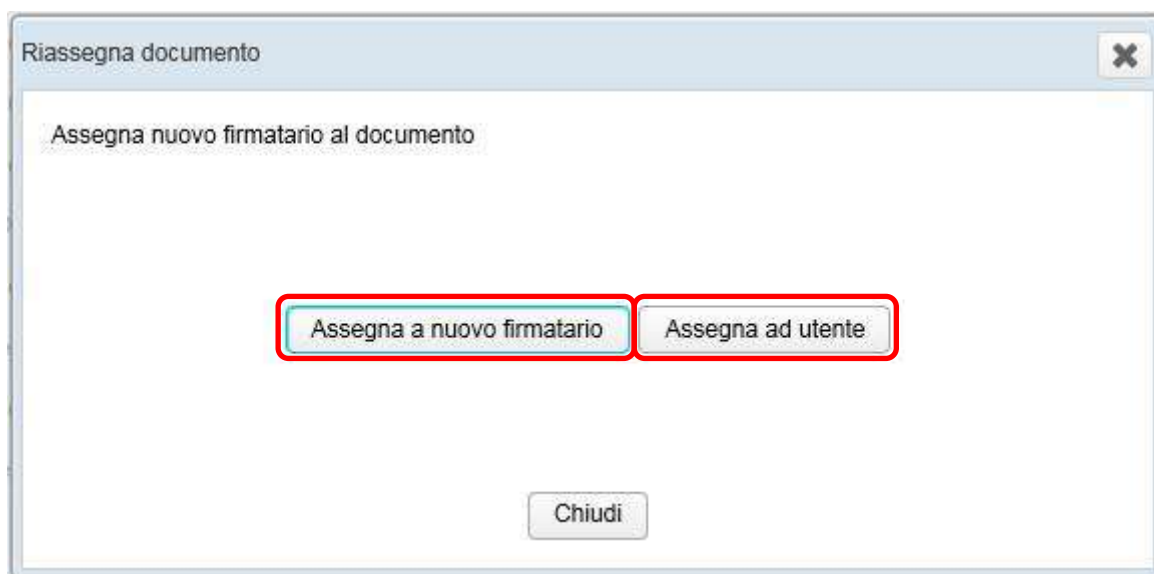 Riassegna documento
Assegna nuovo firmatario al documento
Assegna a nuovo firmatario Assegna ad utente
Chiudi